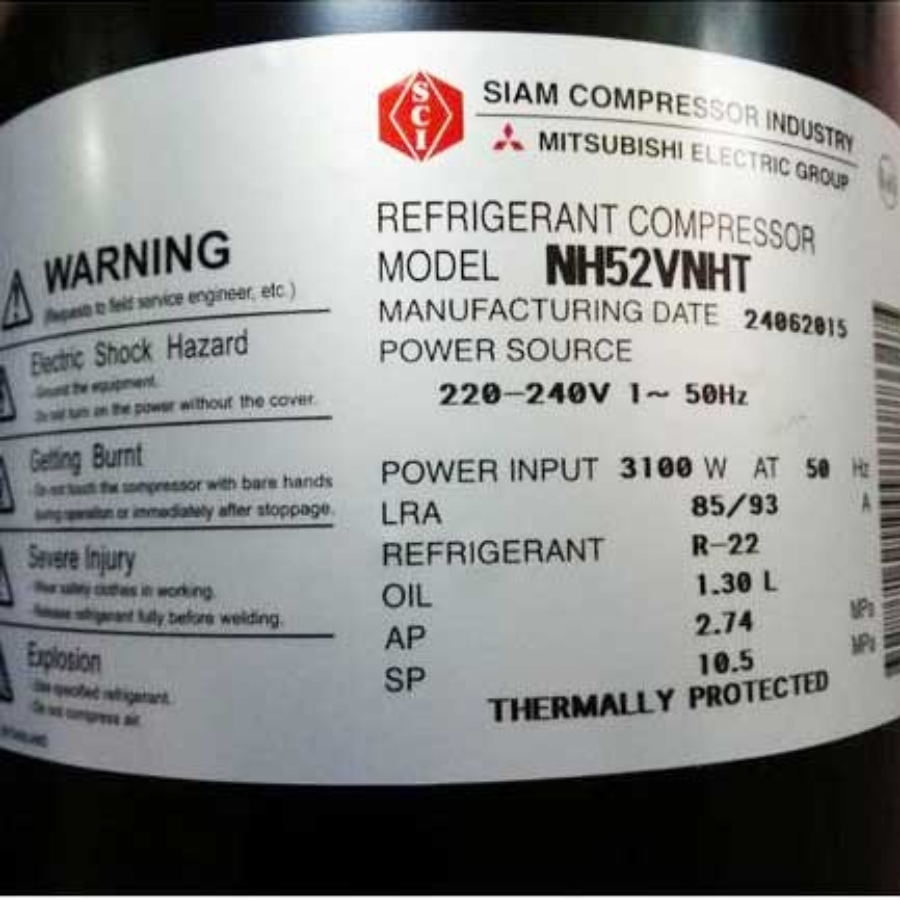 SCI
SIAM COMPRESSOR INDUSTRY
MITSUBISHI ELECTRIC GROUP
REFRIGERANT COMPRESSOR
MODEL NH52VNHT
MANUFACTURING DATE 24062015
POWER SOURCE
220-240V 1~ 50Hz
POWER INPUT 3100 W AT 50 Hz
LRA 85/93 A
REFRIGERANT R-22
OIL 1.30 L
AP 2.74 MPa
SP 10.5 MPa
THERMALLY PROTECTED
WARNING
(Requests to field service engineer, etc.)
Electric Shock Hazard
Ground the equipment.
Do not turn on the power without the cover.
Getting Burnt
Do not touch the compressor with bare hands
during operation or immediately after stoppage.
Severe Injury
Wear safety clothes in working.
Release refrigerant fully before welding.
Explosion
Use specified refrigerant.
Do not compress air.